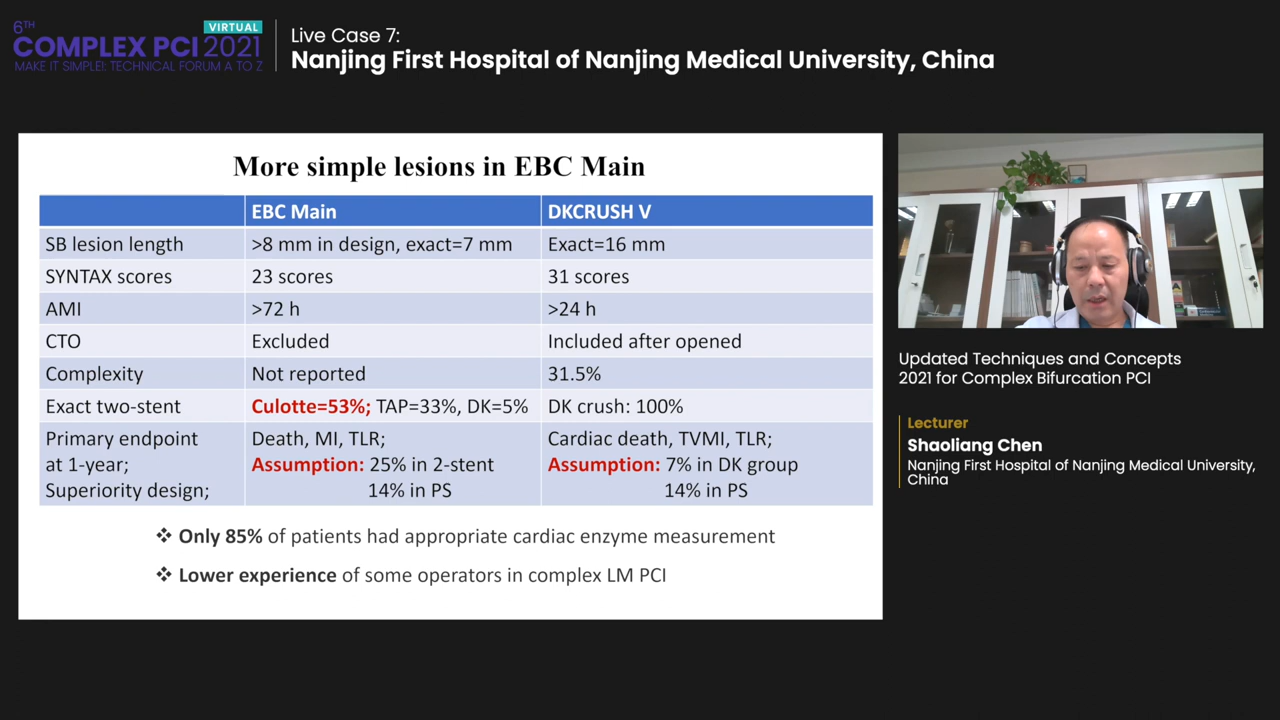 6TH
VIRTUAL
COMPLEX PCI 2021
MAKE IT SIMPLE!: TECHNICAL FORUM A TO Z
Live Case 7:
Nanjing First Hospital of Nanjing Medical University, China
More simple lesions in EBC Main
EBC Main DKCRUSH V
SB lesion length >8 mm in design, exact=7 mm Exact=16 mm
SYNTAX scores 23 scores 31 scores
AMI >72 h >24 h
CTO Excluded Included after opened
Complexity Not reported 31.5%
Exact two-stent Culotte=53%; TAP=33%, DK=5% DK crush: 100%
Primary endpoint Death, MI, TLR; Cardiac death, TVMI, TLR;
at 1-year; Assumption: 25% in 2-stent Assumption: 7% in DK group
Superiority design; 14% in PS 14% in PS
❖ Only 85% of patients had appropriate cardiac enzyme measurement
❖ Lower experience of some operators in complex LM PCI
Updated Techniques and Concepts
2021 for Complex Bifurcation PCI
Lecturer
Shaoliang Chen
Nanjing First Hospital of Nanjing Medical University,
China